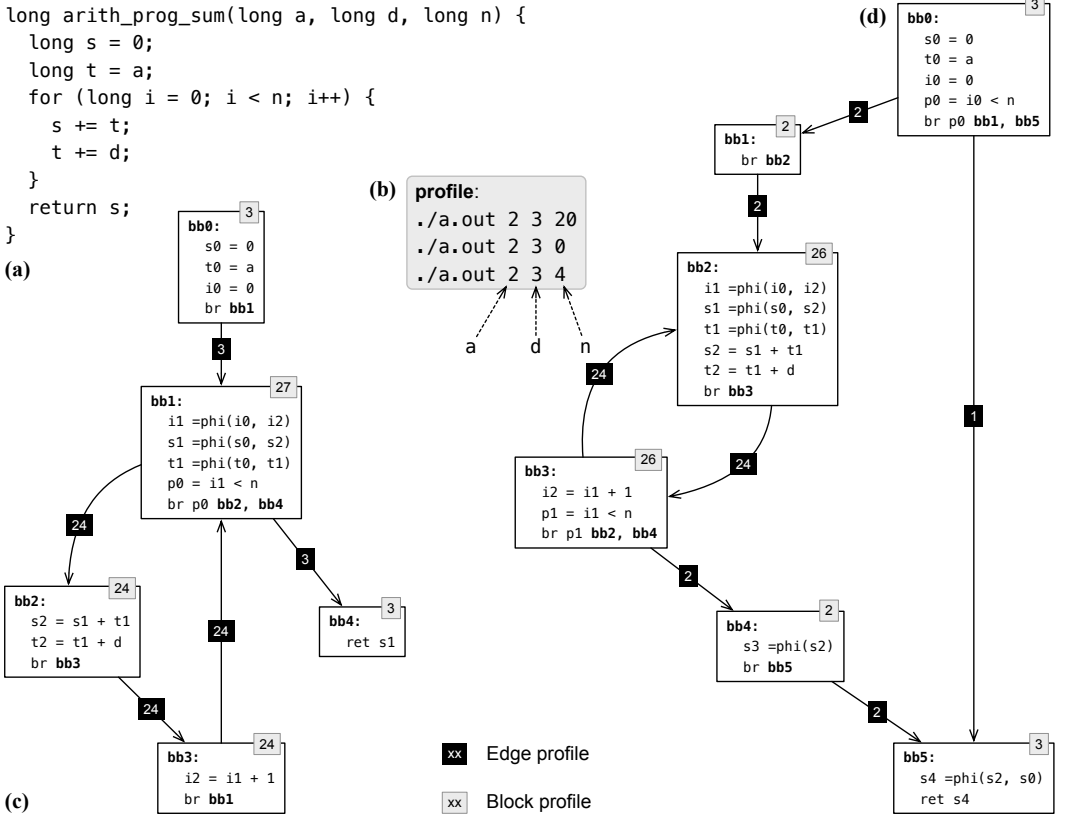 long arith_prog_sum(long a, long d, long n) {
long s = 0;
long t = a;
for (long i = 0; i < n; i++) {
s += t;
t += d;
}
return s;
}
(a)
(b)
profile:
./a.out 2 3 20
./a.out 2 3 0
./a.out 2 3 4
a d n
(c)
3
bb0:
s0 = 0
t0 = a
i0 = 0
br bb1
3
27
bb1:
i1 =phi(i0, i2)
s1 =phi(s0, s2)
t1 =phi(t0, t1)
p0 = i1 < n
br p0 bb2, bb4
24
3
24
bb2:
s2 = s1 + t1
t2 = t1 + d
br bb3
24
24
3
bb4:
ret s1
24
bb3:
i2 = i1 + 1
br bb1
(d)
3
bb0:
s0 = 0
t0 = a
i0 = 0
p0 = i0 < n
br p0 bb1, bb5
2
1
2
bb1:
br bb2
2
26
bb2:
i1 =phi(i0, i2)
s1 =phi(s0, s2)
t1 =phi(t0, t1)
s2 = s1 + t1
t2 = t1 + d
br bb3
24
24
26
bb3:
i2 = i1 + 1
p1 = i1 < n
br p1 bb2, bb4
2
2
bb4:
s3 =phi(s2)
br bb5
2
3
bb5:
s4 =phi(s2, s0)
ret s4
xx Edge profile
xx Block profile